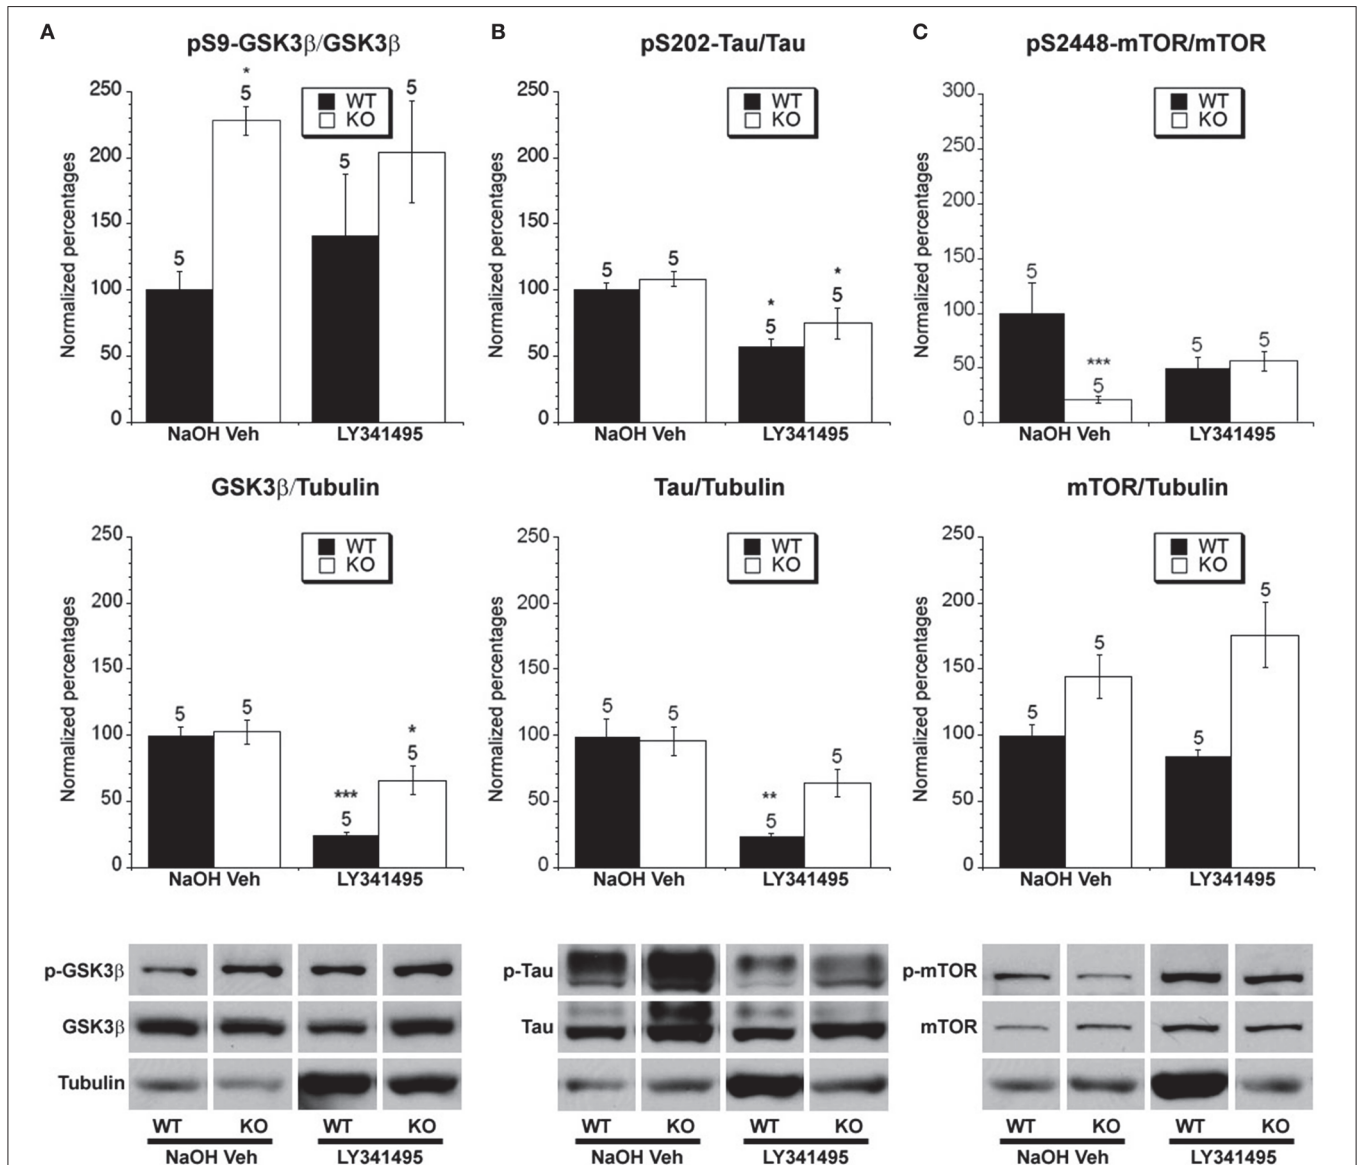 A
pS9-GSK3β/GSK3β
Normalized percentages
250
200
150
100
50
0
WT
KO
5
*
5
5
5
NaOH Veh
LY341495
B
pS202-Tau/Tau
Normalized percentages
250
200
150
100
50
0
WT
KO
5
5
*
5
*
5
NaOH Veh
LY341495
C
pS2448-mTOR/mTOR
Normalized percentages
300
250
200
150
100
50
0
WT
KO
5
***
5
5
5
NaOH Veh
LY341495
GSK3β/Tubulin
Normalized percentages
250
200
150
100
50
0
WT
KO
5
5
***
5
*
5
NaOH Veh
LY341495
Tau/Tubulin
Normalized percentages
250
200
150
100
50
0
WT
KO
5
5
**
5
5
NaOH Veh
LY341495
mTOR/Tubulin
Normalized percentages
250
200
150
100
50
0
WT
KO
5
5
5
5
NaOH Veh
LY341495
p-GSK3β
GSK3β
Tubulin
WT KO WT KO
NaOH Veh LY341495
p-Tau
Tau
WT KO WT KO
NaOH Veh LY341495
p-mTOR
mTOR
WT KO WT KO
NaOH Veh LY341495